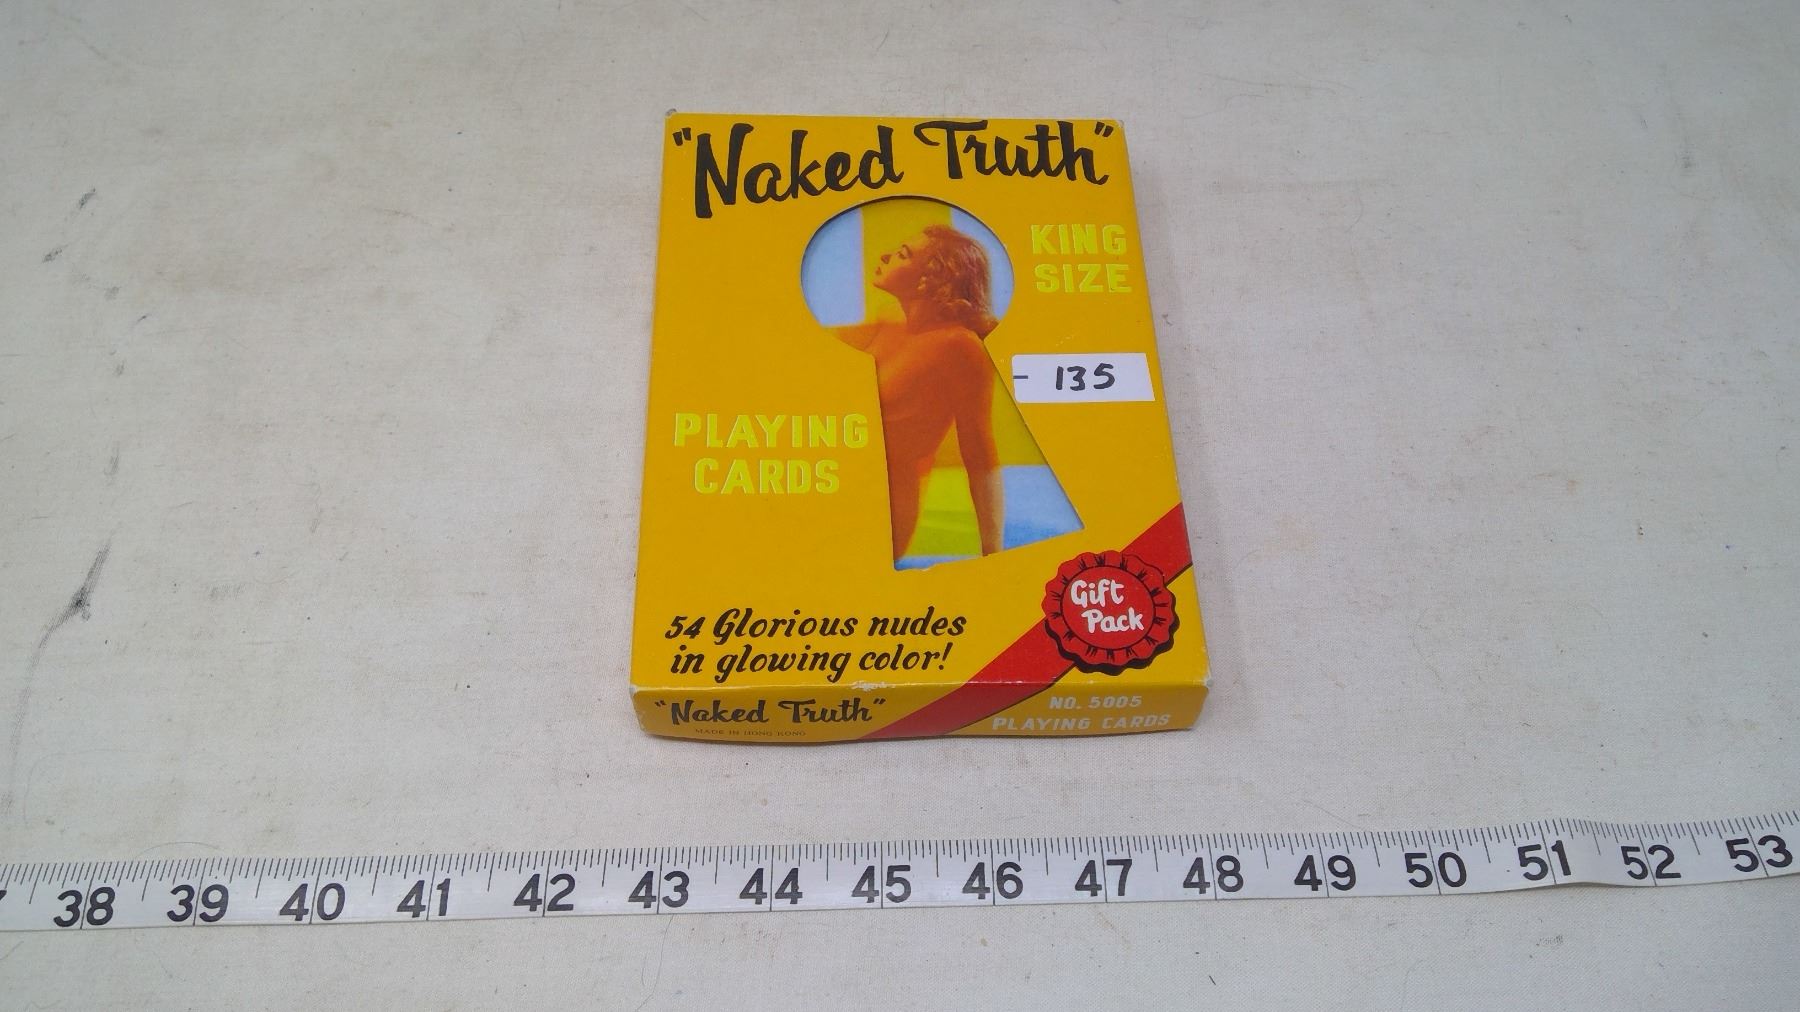 "Naked Truth"
KING
SIZE
- 135
PLAYING
CARDS
54 Glorious nudes
in glowing color!
Gift
Pack
"Naked Truth"
MADE IN HONG KONG
NO. 5005
PLAYING CARDS
38 39 40 41 42 43 44 45 46 47 48 49 50 51 52 53